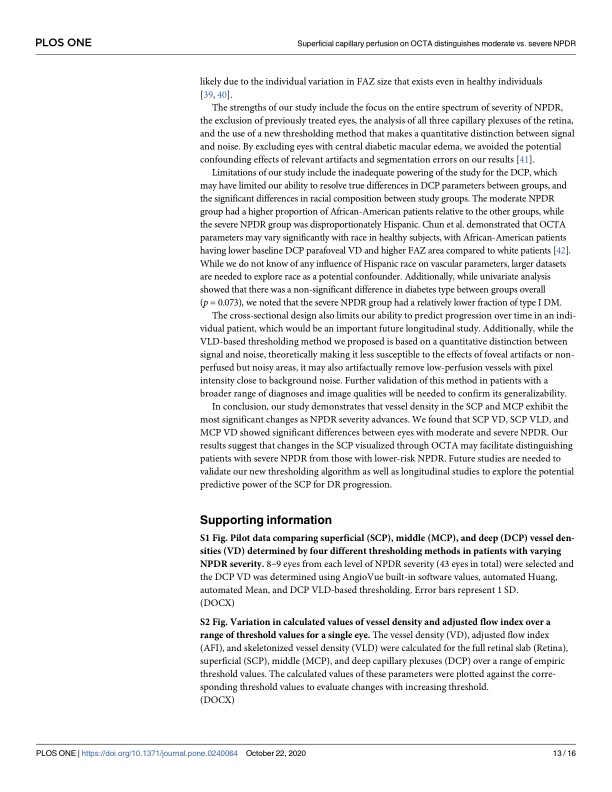 PLOS ONE
Superficial capillary perfusion on OCTA distinguishes moderate vs. severe NPDR
likely due to the individual variation in FAZ size that exists even in healthy individuals
[39, 40].
The strengths of our study include the focus on the entire spectrum of severity of NPDR,
the exclusion of previously treated eyes, the analysis of all three capillary plexuses of the retina,
and the use of a new thresholding method that makes a quantitative distinction between signal
and noise. By excluding eyes with central diabetic macular edema, we avoided the potential
confounding effects of relevant artifacts and segmentation errors on our results [41].
Limitations of our study include the inadequate powering of the study for the DCP, which
may have limited our ability to resolve true differences in DCP parameters between groups, and
the significant differences in racial composition between study groups. The moderate NPDR
group had a higher proportion of African-American patients relative to the other groups, while
the severe NPDR group was disproportionately Hispanic. Chun et al. demonstrated that OCTA
parameters may vary significantly with race in healthy subjects, with African-American patients
having lower baseline DCP parafoveal VD and higher FAZ area compared to white patients [42].
While we do not know of any influence of Hispanic race on vascular parameters, larger datasets
are needed to explore race as a potential confounder. Additionally, while univariate analysis
showed that there was a non-significant difference in diabetes type between groups overall
(p = 0.073), we noted that the severe NPDR group had a relatively lower fraction of type I DM.
The cross-sectional design also limits our ability to predict progression over time in an indi-
vidual patient, which would be an important future longitudinal study. Additionally, while the
VLD-based thresholding method we proposed is based on a quantitative distinction between
signal and noise, theoretically making it less susceptible to the effects of foveal artifacts or non-
perfused but noisy areas, it may also artifactually remove low-perfusion vessels with pixel
intensity close to background noise. Further validation of this method in patients with a
broader range of diagnoses and image qualities will be needed to confirm its generalizability.
In conclusion, our study demonstrates that vessel density in the SCP and MCP exhibit the
most significant changes as NPDR severity advances. We found that SCP VD, SCP VLD, and
MCP VD showed significant differences between eyes with moderate and severe NPDR. Our
results suggest that changes in the SCP visualized through OCTA may facilitate distinguishing
patients with severe NPDR from those with lower-risk NPDR. Future studies are needed to
validate our new thresholding algorithm as well as longitudinal studies to explore the potential
predictive power of the SCP for DR progression.
Supporting information
S1 Fig. Pilot data comparing superficial (SCP), middle (MCP), and deep (DCP) vessel den-
sities (VD) determined by four different thresholding methods in patients with varying
NPDR severity. 8–9 eyes from each level of NPDR severity (43 eyes in total) were selected and
the DCP VD was determined using AngioVue built-in software values, automated Huang,
automated Mean, and DCP VLD-based thresholding. Error bars represent 1 SD.
(DOCX)
S2 Fig. Variation in calculated values of vessel density and adjusted flow index over a
range of threshold values for a single eye. The vessel density (VD), adjusted flow index
(AFI), and skeletonized vessel density (VLD) were calculated for the full retinal slab (Retina),
superficial (SCP), middle (MCP), and deep capillary plexuses (DCP) over a range of empiric
threshold values. The calculated values of these parameters were plotted against the corre-
sponding threshold values to evaluate changes with increasing threshold.
(DOCX)
PLOS ONE | https://doi.org/10.1371/journal.pone.0240064 October 22, 2020
13 / 16